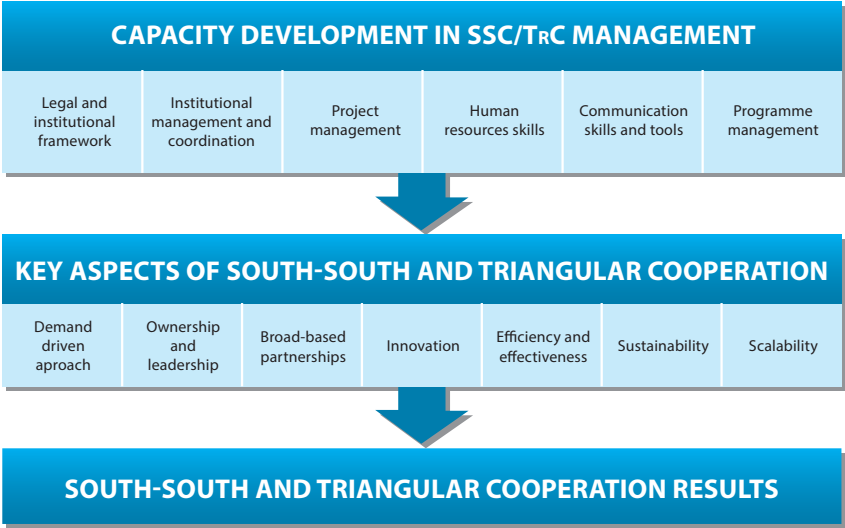 CAPACITY DEVELOPMENT IN SSC/TRC MANAGEMENT
Legal and
institutional
framework
Institutional
management and
coordination
Project
management
Human
resources skills
Communication
skills and tools
Programme
management
KEY ASPECTS OF SOUTH-SOUTH AND TRIANGULAR COOPERATION
Demand
driven
aproach
Ownership
and
leadership
Broad-based
partnerships
Innovation
Efficiency and
effectiveness
Sustainability
Scalability
SOUTH-SOUTH AND TRIANGULAR COOPERATION RESULTS